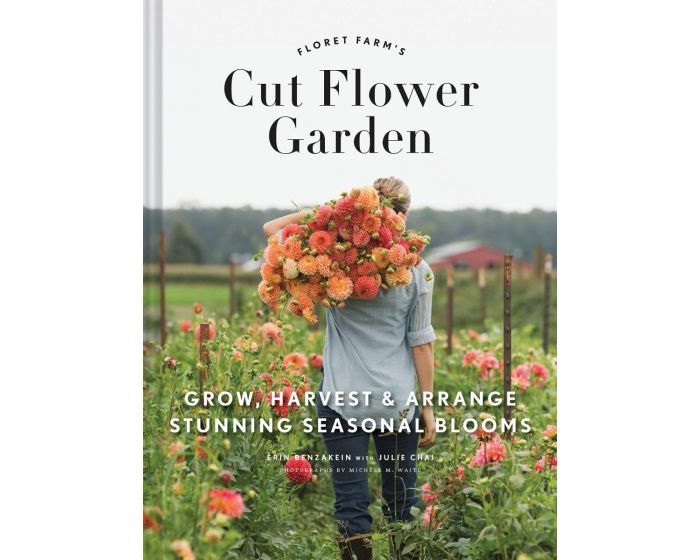 FLORET FARM'S
Cut Flower
Garden
GROW, HARVEST & ARRANGE
STUNNING SEASONAL BLOOMS
ERIN BENZAKEIN WITH JULIE CHAI
PHOTOGRAPHS BY MICHÈLE M. WAITE